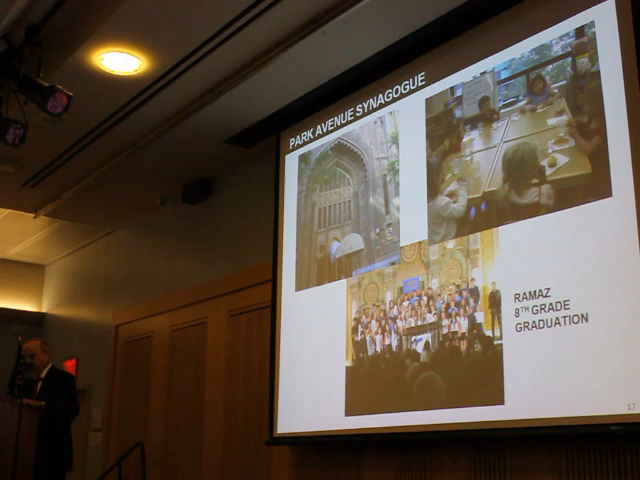 PARK AVENUE SYNAGOGUE
RAMAZ
8TH GRADE
GRADUATION
17